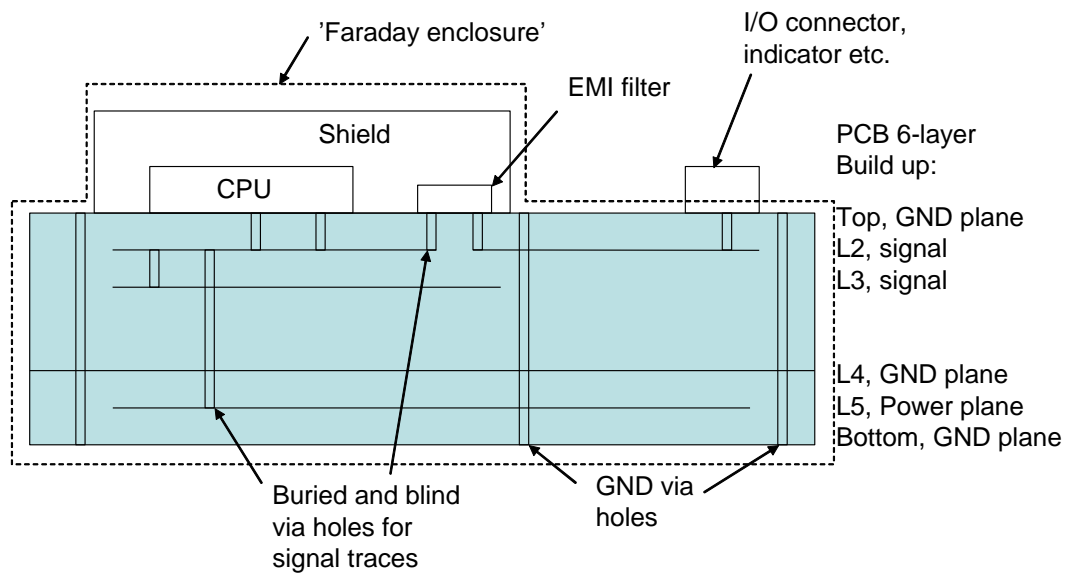 'Faraday enclosure’
I/O connector,
indicator etc.
EMI filter
Shield
CPU
PCB 6-layer
Build up:
Top, GND plane
L2, signal
L3, signal
L4, GND plane
L5, Power plane
Bottom, GND plane
Buried and blind
via holes for
signal traces
GND via
holes